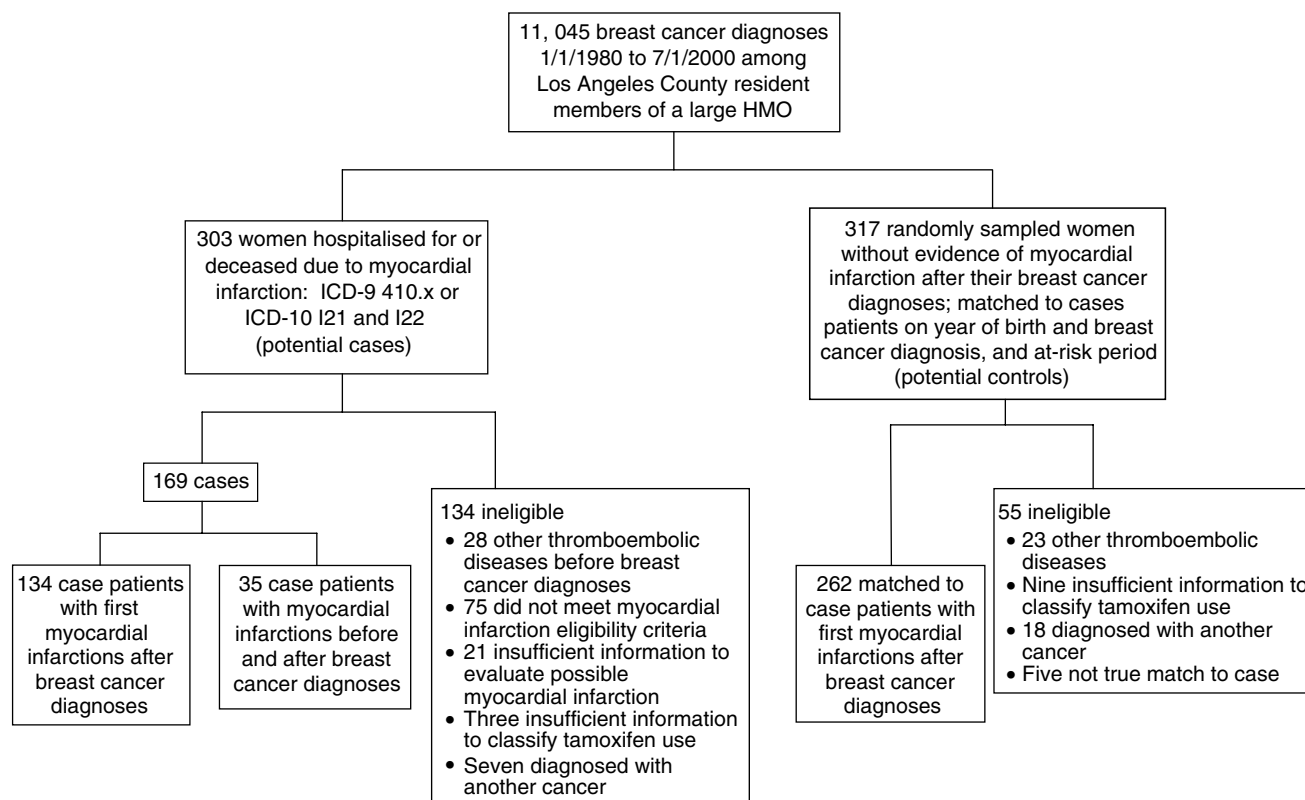 11, 045 breast cancer diagnoses
1/1/1980 to 7/1/2000 among
Los Angeles County resident
members of a large HMO
303 women hospitalised for or
deceased due to myocardial
infarction: ICD-9 410.x or
ICD-10 I21 and I22
(potential cases)
317 randomly sampled women
without evidence of myocardial
infarction after their breast cancer
diagnoses; matched to cases
patients on year of birth and breast
cancer diagnosis, and at-risk period
(potential controls)
169 cases
134 case patients
with first
myocardial
infarctions after
breast cancer
diagnoses
35 case patients
with myocardial
infarctions before
and after breast
cancer diagnoses
134 ineligible
• 28 other thromboembolic
diseases before breast
cancer diagnoses
• 75 did not meet myocardial
infarction eligibility criteria
• 21 insufficient information to
evaluate possible
myocardial infarction
• Three insufficient information
to classify tamoxifen use
• Seven diagnosed with
another cancer
262 matched to
case patients with
first myocardial
infarctions after
breast cancer
diagnoses
55 ineligible
• 23 other thromboembolic
diseases
• Nine insufficient information to
classify tamoxifen use
• 18 diagnosed with another
cancer
• Five not true match to case